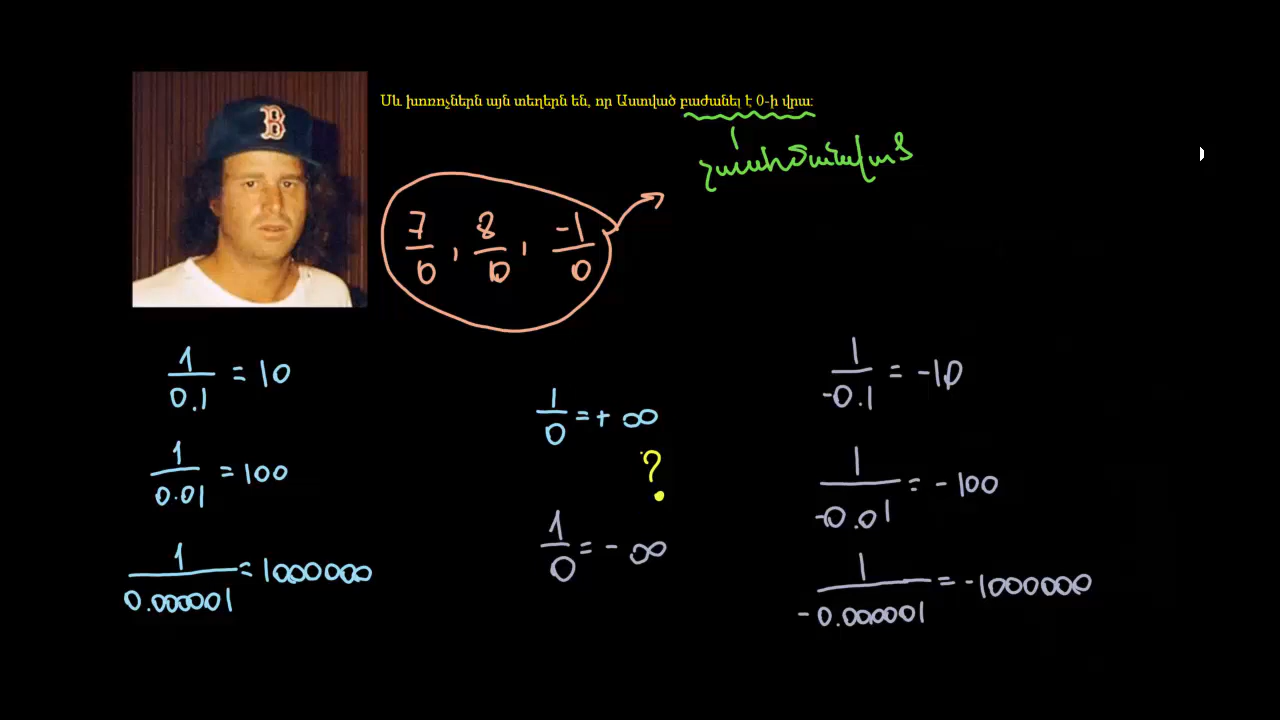 B
Սև խոռոչներն այն տեղերն են, որ Աստված բաժանել է 0-ի վրա:
չսահմանված
7/0, 8/0, -1/0
1/0.1 = 10
1/0.01 = 100
1/0.000001 = 1000000
1/0 = + ∞
?
1/0 = - ∞
1/-0.1 = -10
1/-0.01 = - 100
1/-0.000001 = -1000000